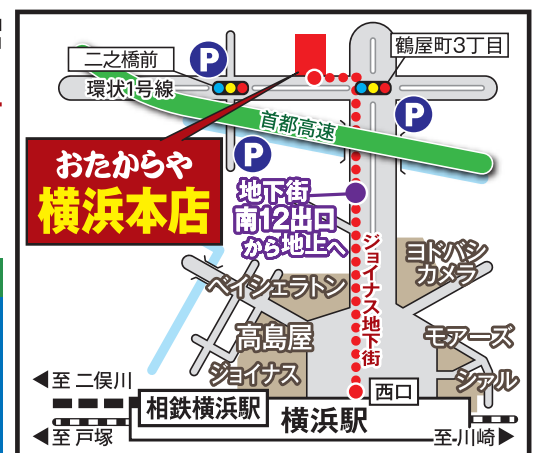 二之橋前
P
鶴屋町3丁目
環状1号線
P
首都高速
おたからや
横浜本店
P
地下街
南12出口
から地上へ
ジョイナス地下街
ヨドバシ
カメラ
ベイシェラトン
高島屋
モアーズ
ジョイナス
シァル
◀至 二俣川
西口
相鉄横浜駅
横浜駅
◀至 戸塚
至 川崎▶